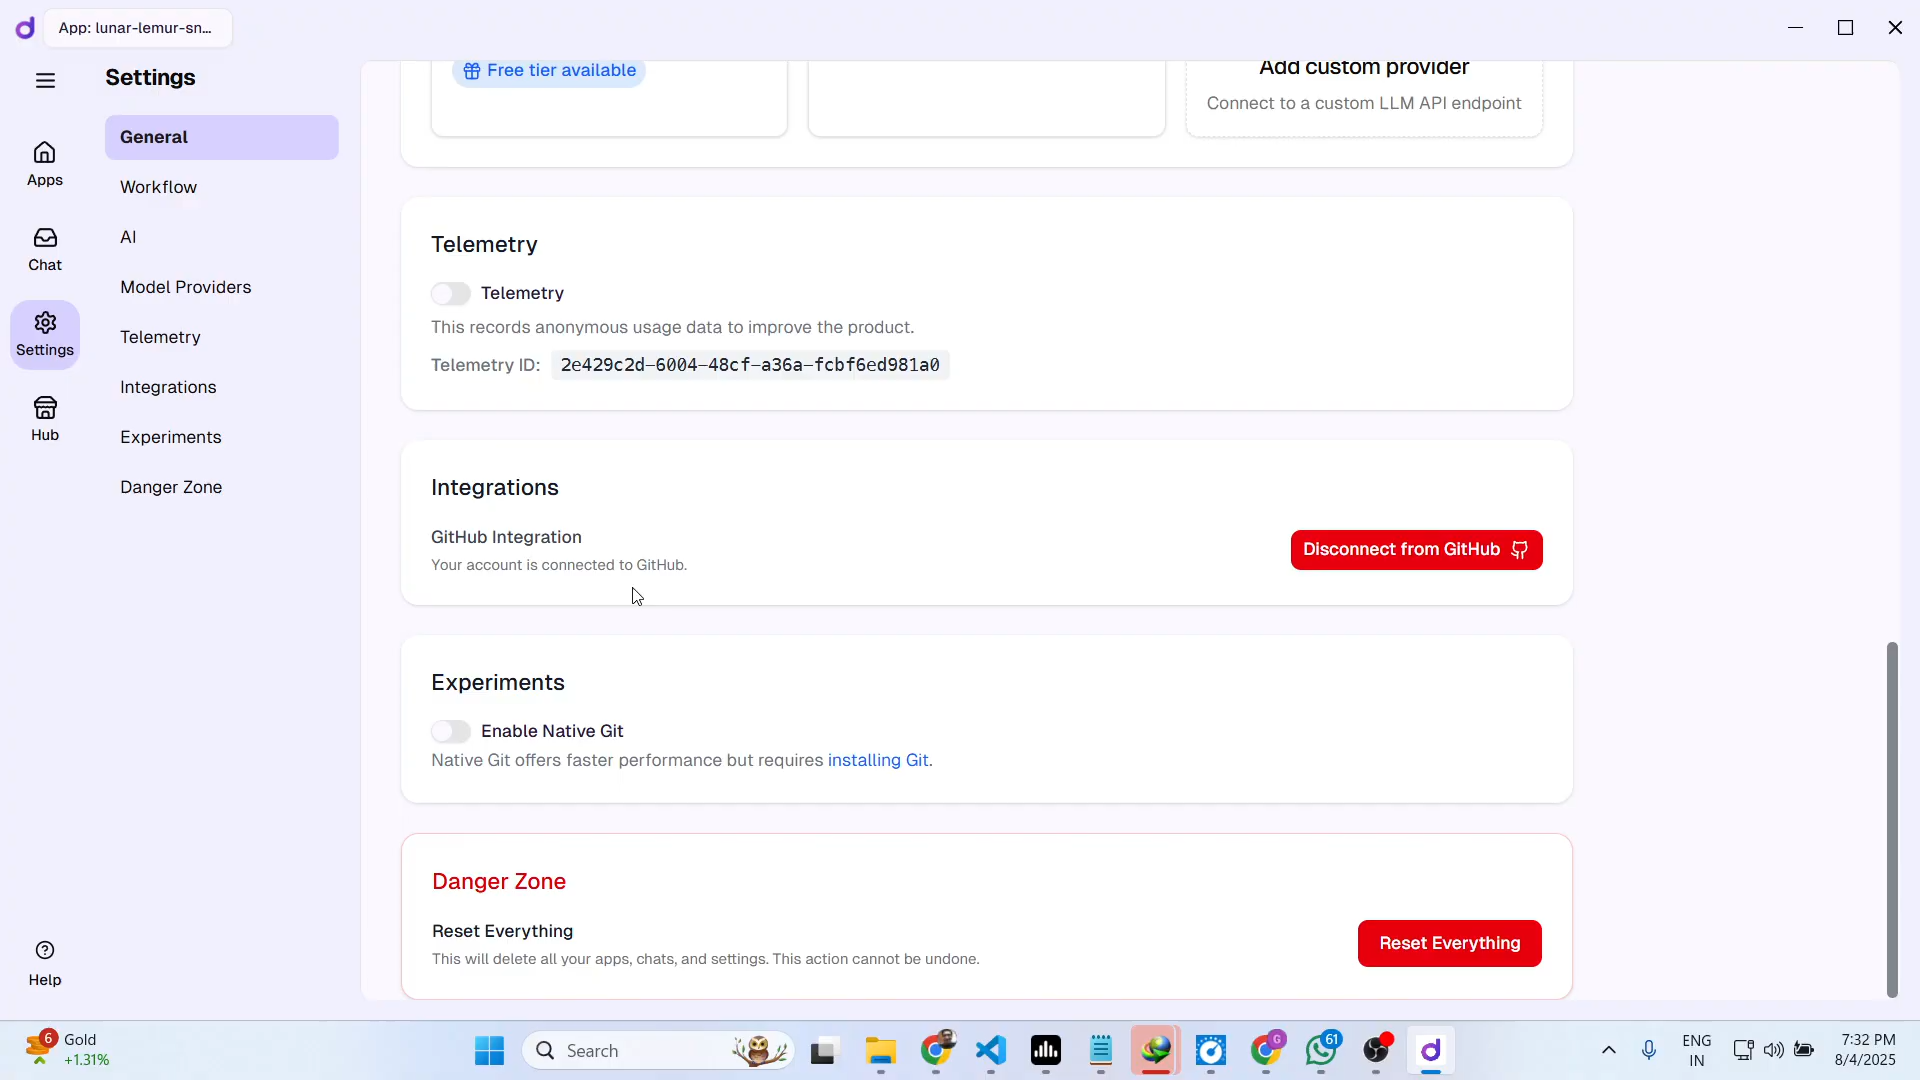 App: lunar-lemur-sn...
Settings
General
Workflow
AI
Model Providers
Telemetry
Integrations
Experiments
Danger Zone
Apps
Chat
Settings
Hub
Help
Free tier available
Add custom provider
Connect to a custom LLM API endpoint
Telemetry
Telemetry
This records anonymous usage data to improve the product.
Telemetry ID: 2e429c2d-6004-48cf-a36a-fcbf6ed981a0
Integrations
GitHub Integration
Your account is connected to GitHub.
Disconnect from GitHub
Experiments
Enable Native Git
Native Git offers faster performance but requires installing Git.
Danger Zone
Reset Everything
This will delete all your apps, chats, and settings. This action cannot be undone.
Reset Everything
6
Gold
+1.31%
Search
G
61
ENG
IN
7:32 PM
8/4/2025